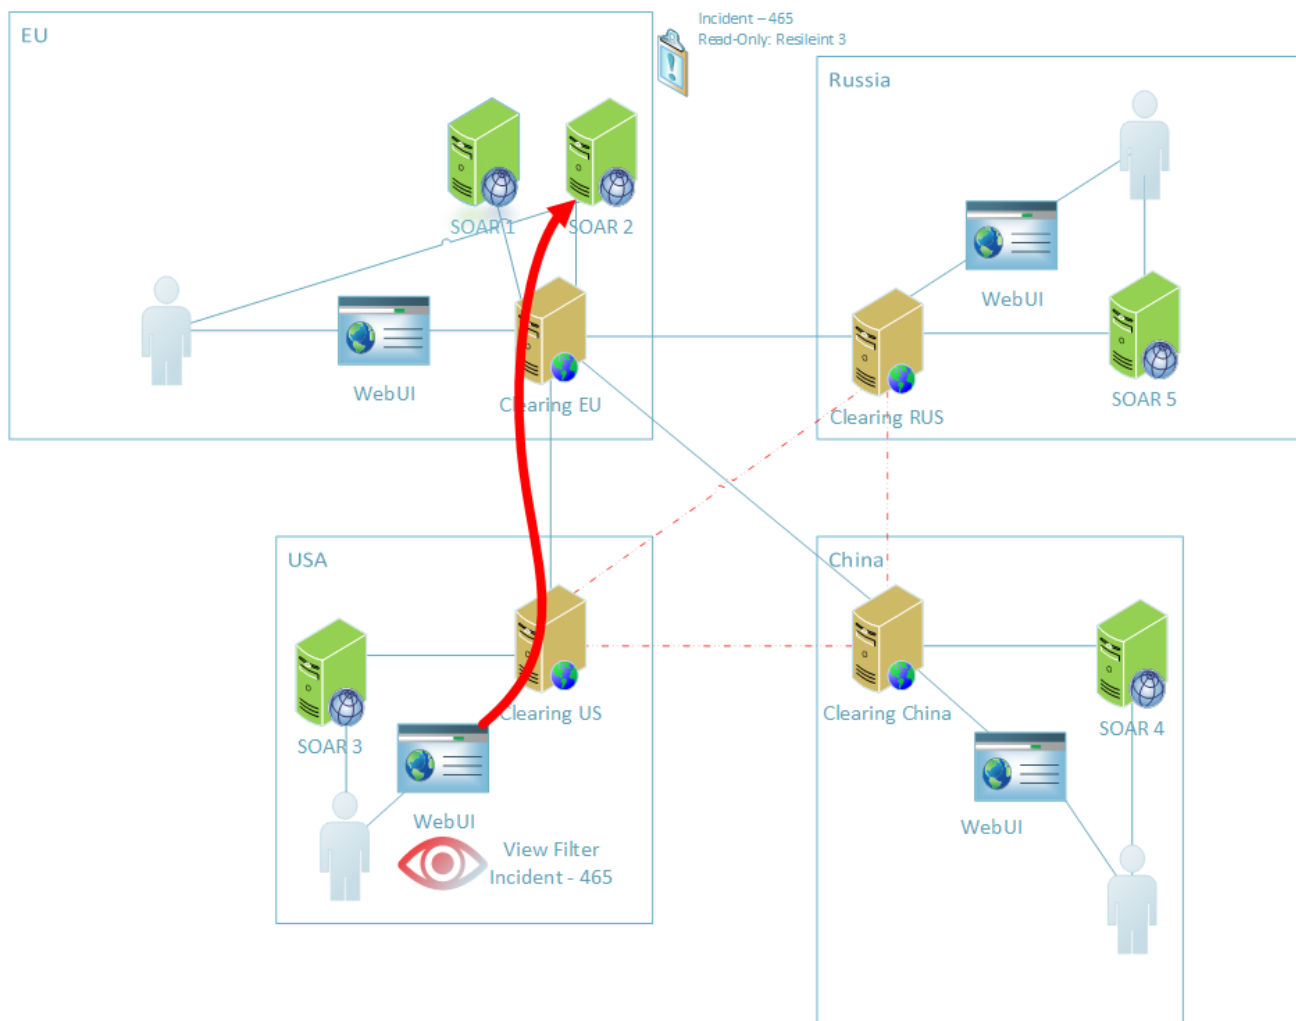 EU
Incident – 465
Read-Only: Resileint 3
Russia
SOAR 1
SOAR 2
WebUI
WebUI
Clearing EU
Clearing RUS
SOAR 5
USA
China
SOAR 3
Clearing US
Clearing China
SOAR 4
WebUI
WebUI
View Filter
Incident - 465